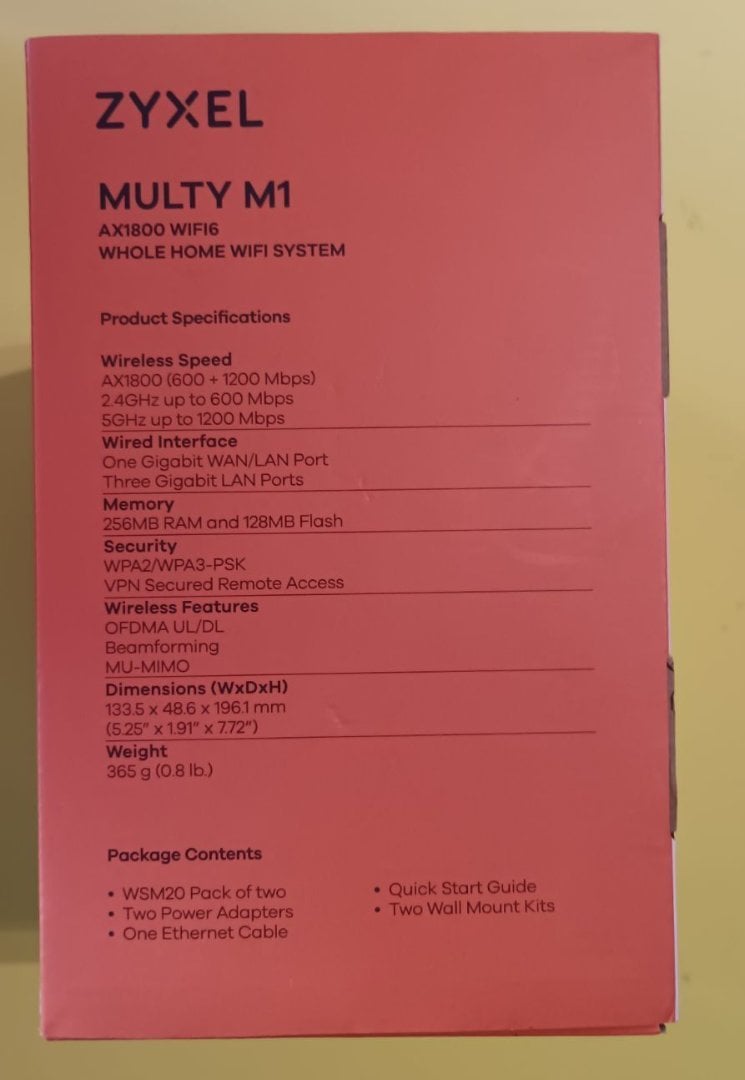 ZYXEL
MULTY M1
AX1800 WIFI6
WHOLE HOME WIFI SYSTEM
Product Specifications
Wireless Speed
AX1800 (600 + 1200 Mbps)
2.4GHz up to 600 Mbps
5GHz up to 1200 Mbps
Wired Interface
One Gigabit WAN/LAN Port
Three Gigabit LAN Ports
Memory
256MB RAM and 128MB Flash
Security
WPA2/WPA3-PSK
VPN Secured Remote Access
Wireless Features
OFDMA UL/DL
Beamforming
MU-MIMO
Dimensions (WxDxH)
133.5 x 48.6 x 196.1 mm
(5.25” x 1.91” x 7.72”)
Weight
365 g (0.8 lb.)
Package Contents
• WSM20 Pack of two
• Two Power Adapters
• One Ethernet Cable
• Quick Start Guide
• Two Wall Mount Kits